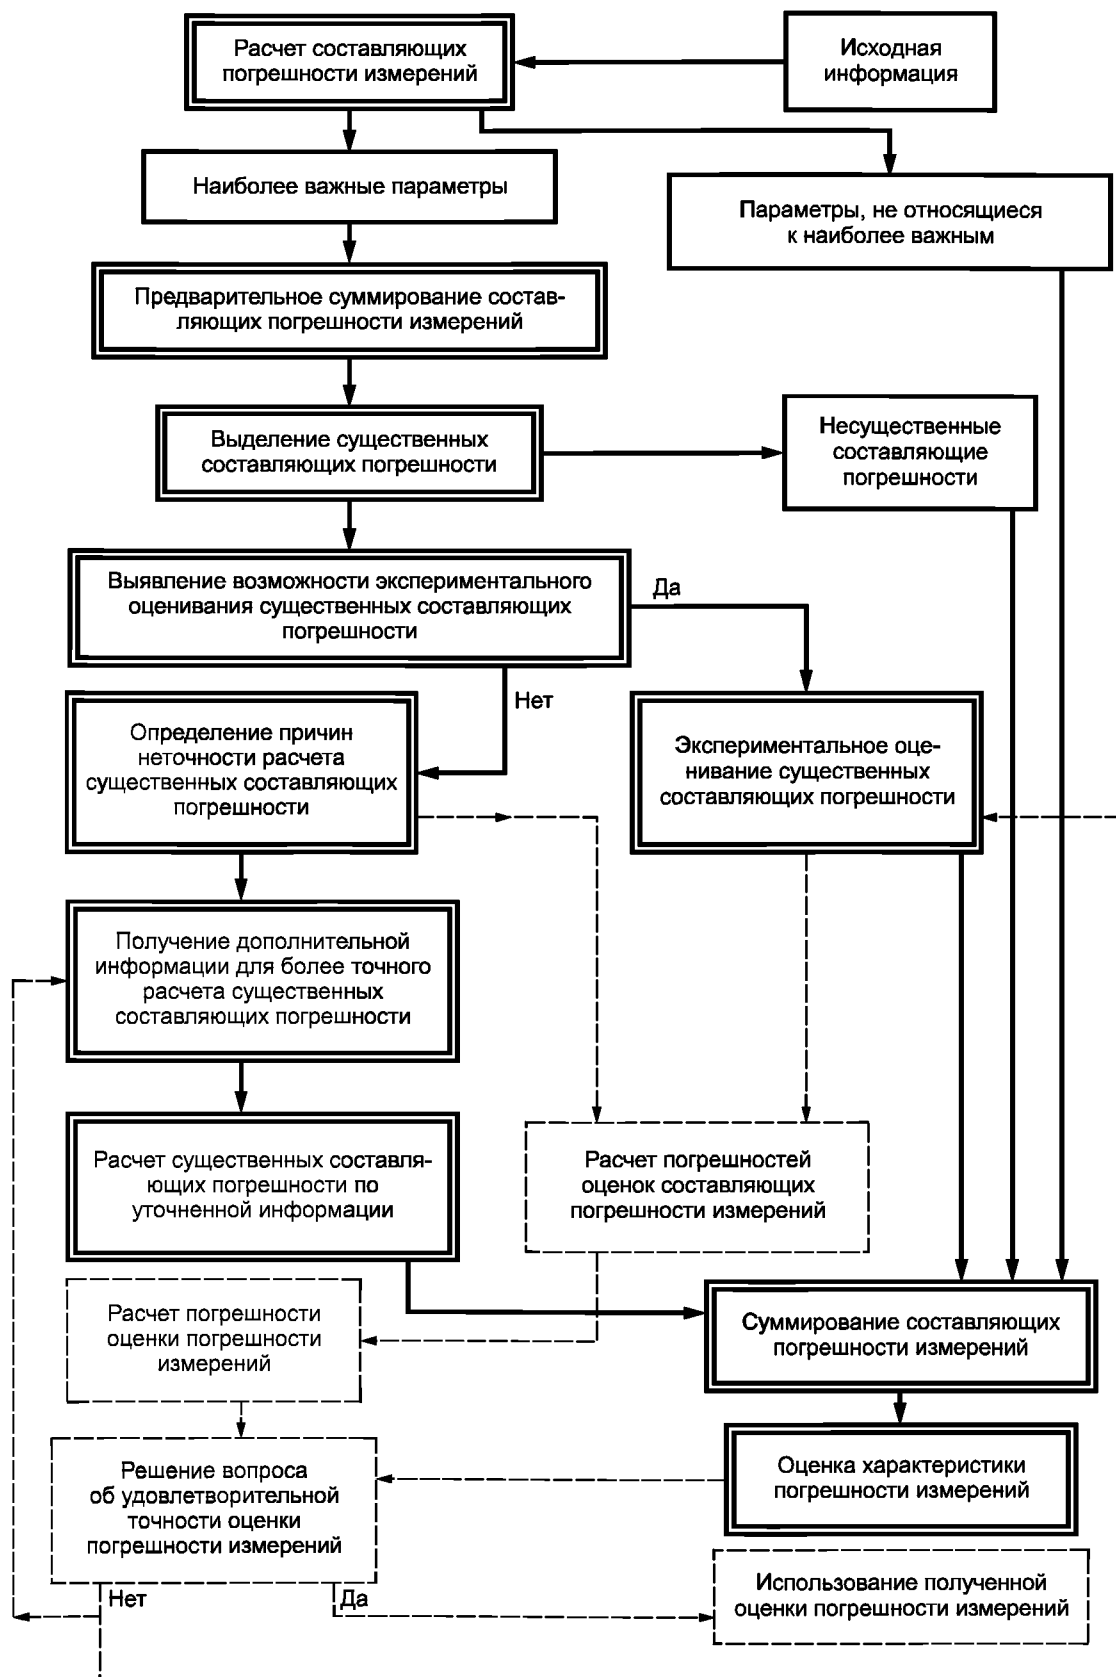 Расчет составляющих
погрешности измерений
Исходная
информация
Наиболее важные параметры
Параметры, не относящиеся
к наиболее важным
Предварительное суммирование состав-
ляющих погрешности измерений
Выделение существенных
составляющих погрешности
Несущественные
составляющие
погрешности
Выявление возможности экспериментального
оценивания существенных составляющих
погрешности
Да
Нет
Определение причин
неточности расчета
существенных составляющих
погрешности
Экспериментальное оце-
нивание существенных
составляющих погрешности
Получение дополнительной
информации для более точного
расчета существенных
составляющих погрешности
Расчет существенных составля-
ющих погрешности по
уточненной информации
Расчет погрешностей
оценок составляющих
погрешности измерений
Расчет погрешности
оценки погрешности
измерений
Суммирование составляющих
погрешности измерений
Решение вопроса
об удовлетворительной
точности оценки
погрешности измерений
Оценка характеристики
погрешности измерений
Нет
Да
Использование полученной
оценки погрешности измерений